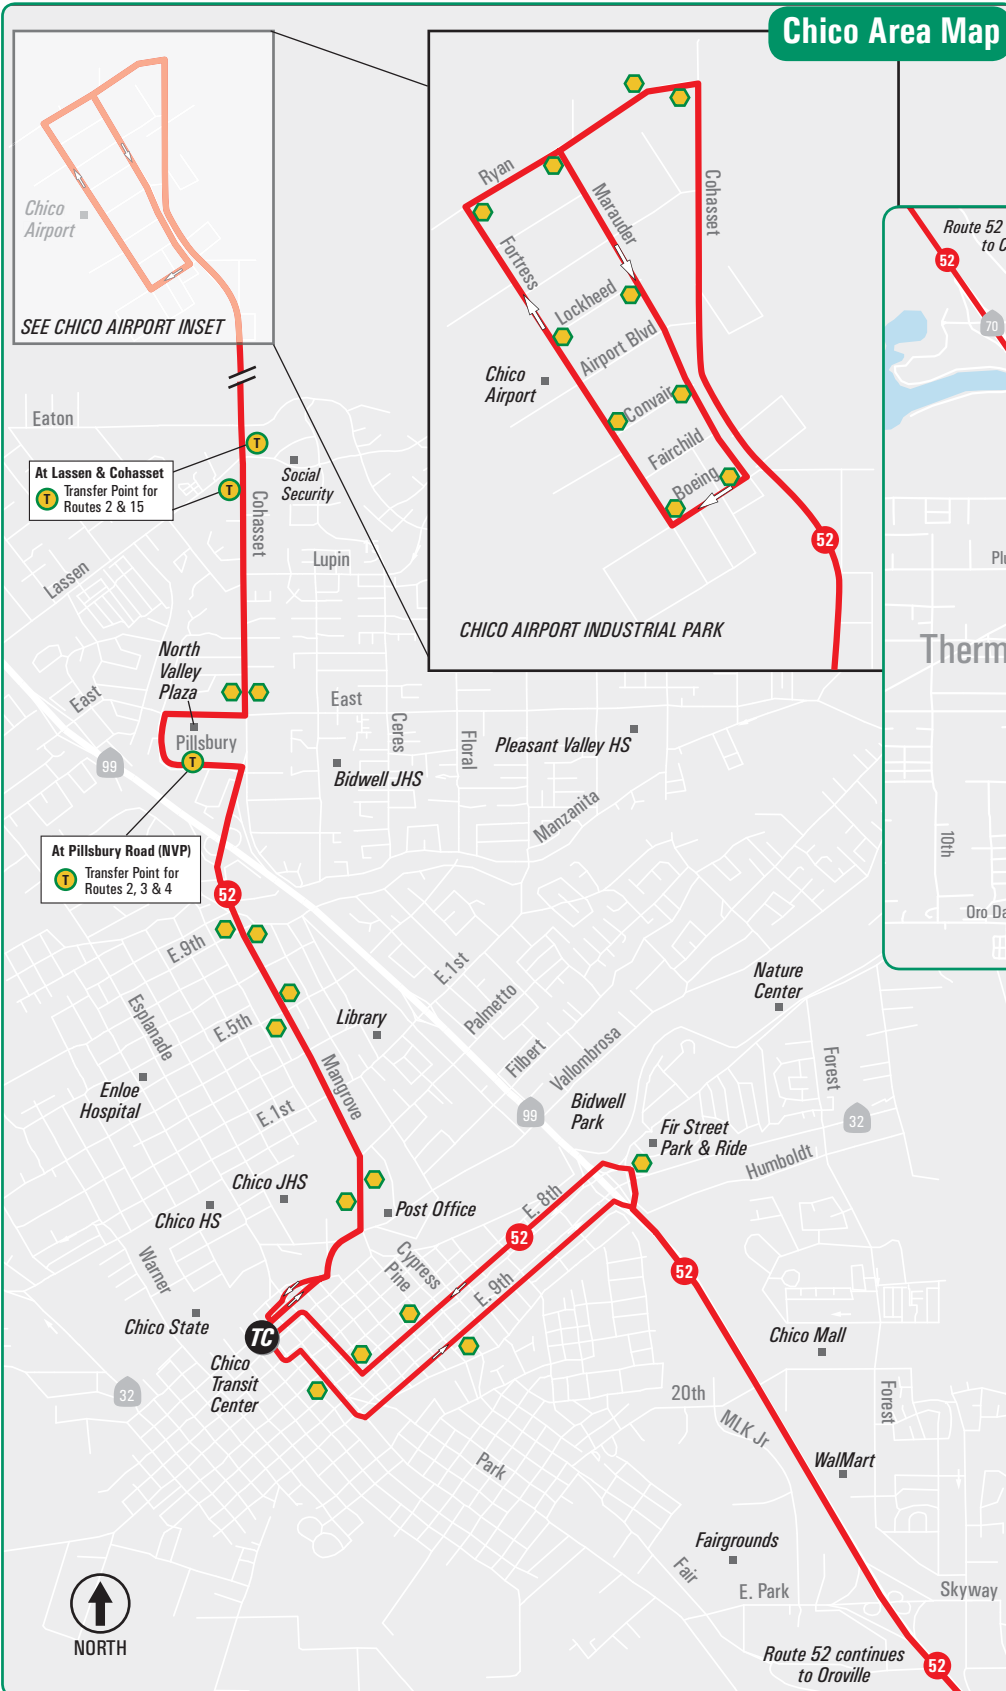 Chico Area Map
Ryan
Marauder
Cohasset
Fortress
Lockheed
Airport Blvd
Chico
Airport
Convair
Fairchild
Boeing
52
CHICO AIRPORT INDUSTRIAL PARK
Chico
Airport
SEE CHICO AIRPORT INSET
Route 52
to C
52
70
Plu
Therm
10th
Oro Da
Eaton
T
At Lassen & Cohasset
T
Transfer Point for
Routes 2 & 15
T
Social
Security
Cohasset
Lassen
Lupin
North
Valley
Plaza
East
East
Pillsbury
T
99
Ceres
Floral
Pleasant Valley HS
Bidwell JHS
Manzanita
At Pillsbury Road (NVP)
T
Transfer Point for
Routes 2, 3 & 4
52
E.9th
E.1st
Palmetto
Nature
Center
Esplanade
E.5th
Library
Filbert
Vallombrosa
Mangrove
Forest
Enloe
Hospital
E.1st
99
Bidwell
Park
32
Fir Street
Park & Ride
Humboldt
Chico JHS
Chico HS
Post Office
E. 8th
52
Cypress
Pine
E. 9th
52
Warner
Chico State
TC
Chico
Transit
Center
32
Chico Mall
20th
MLK Jr
Forest
Park
WalMart
Fairgrounds
Fair
E. Park
Skyway
NORTH
Route 52 continues
to Oroville
52